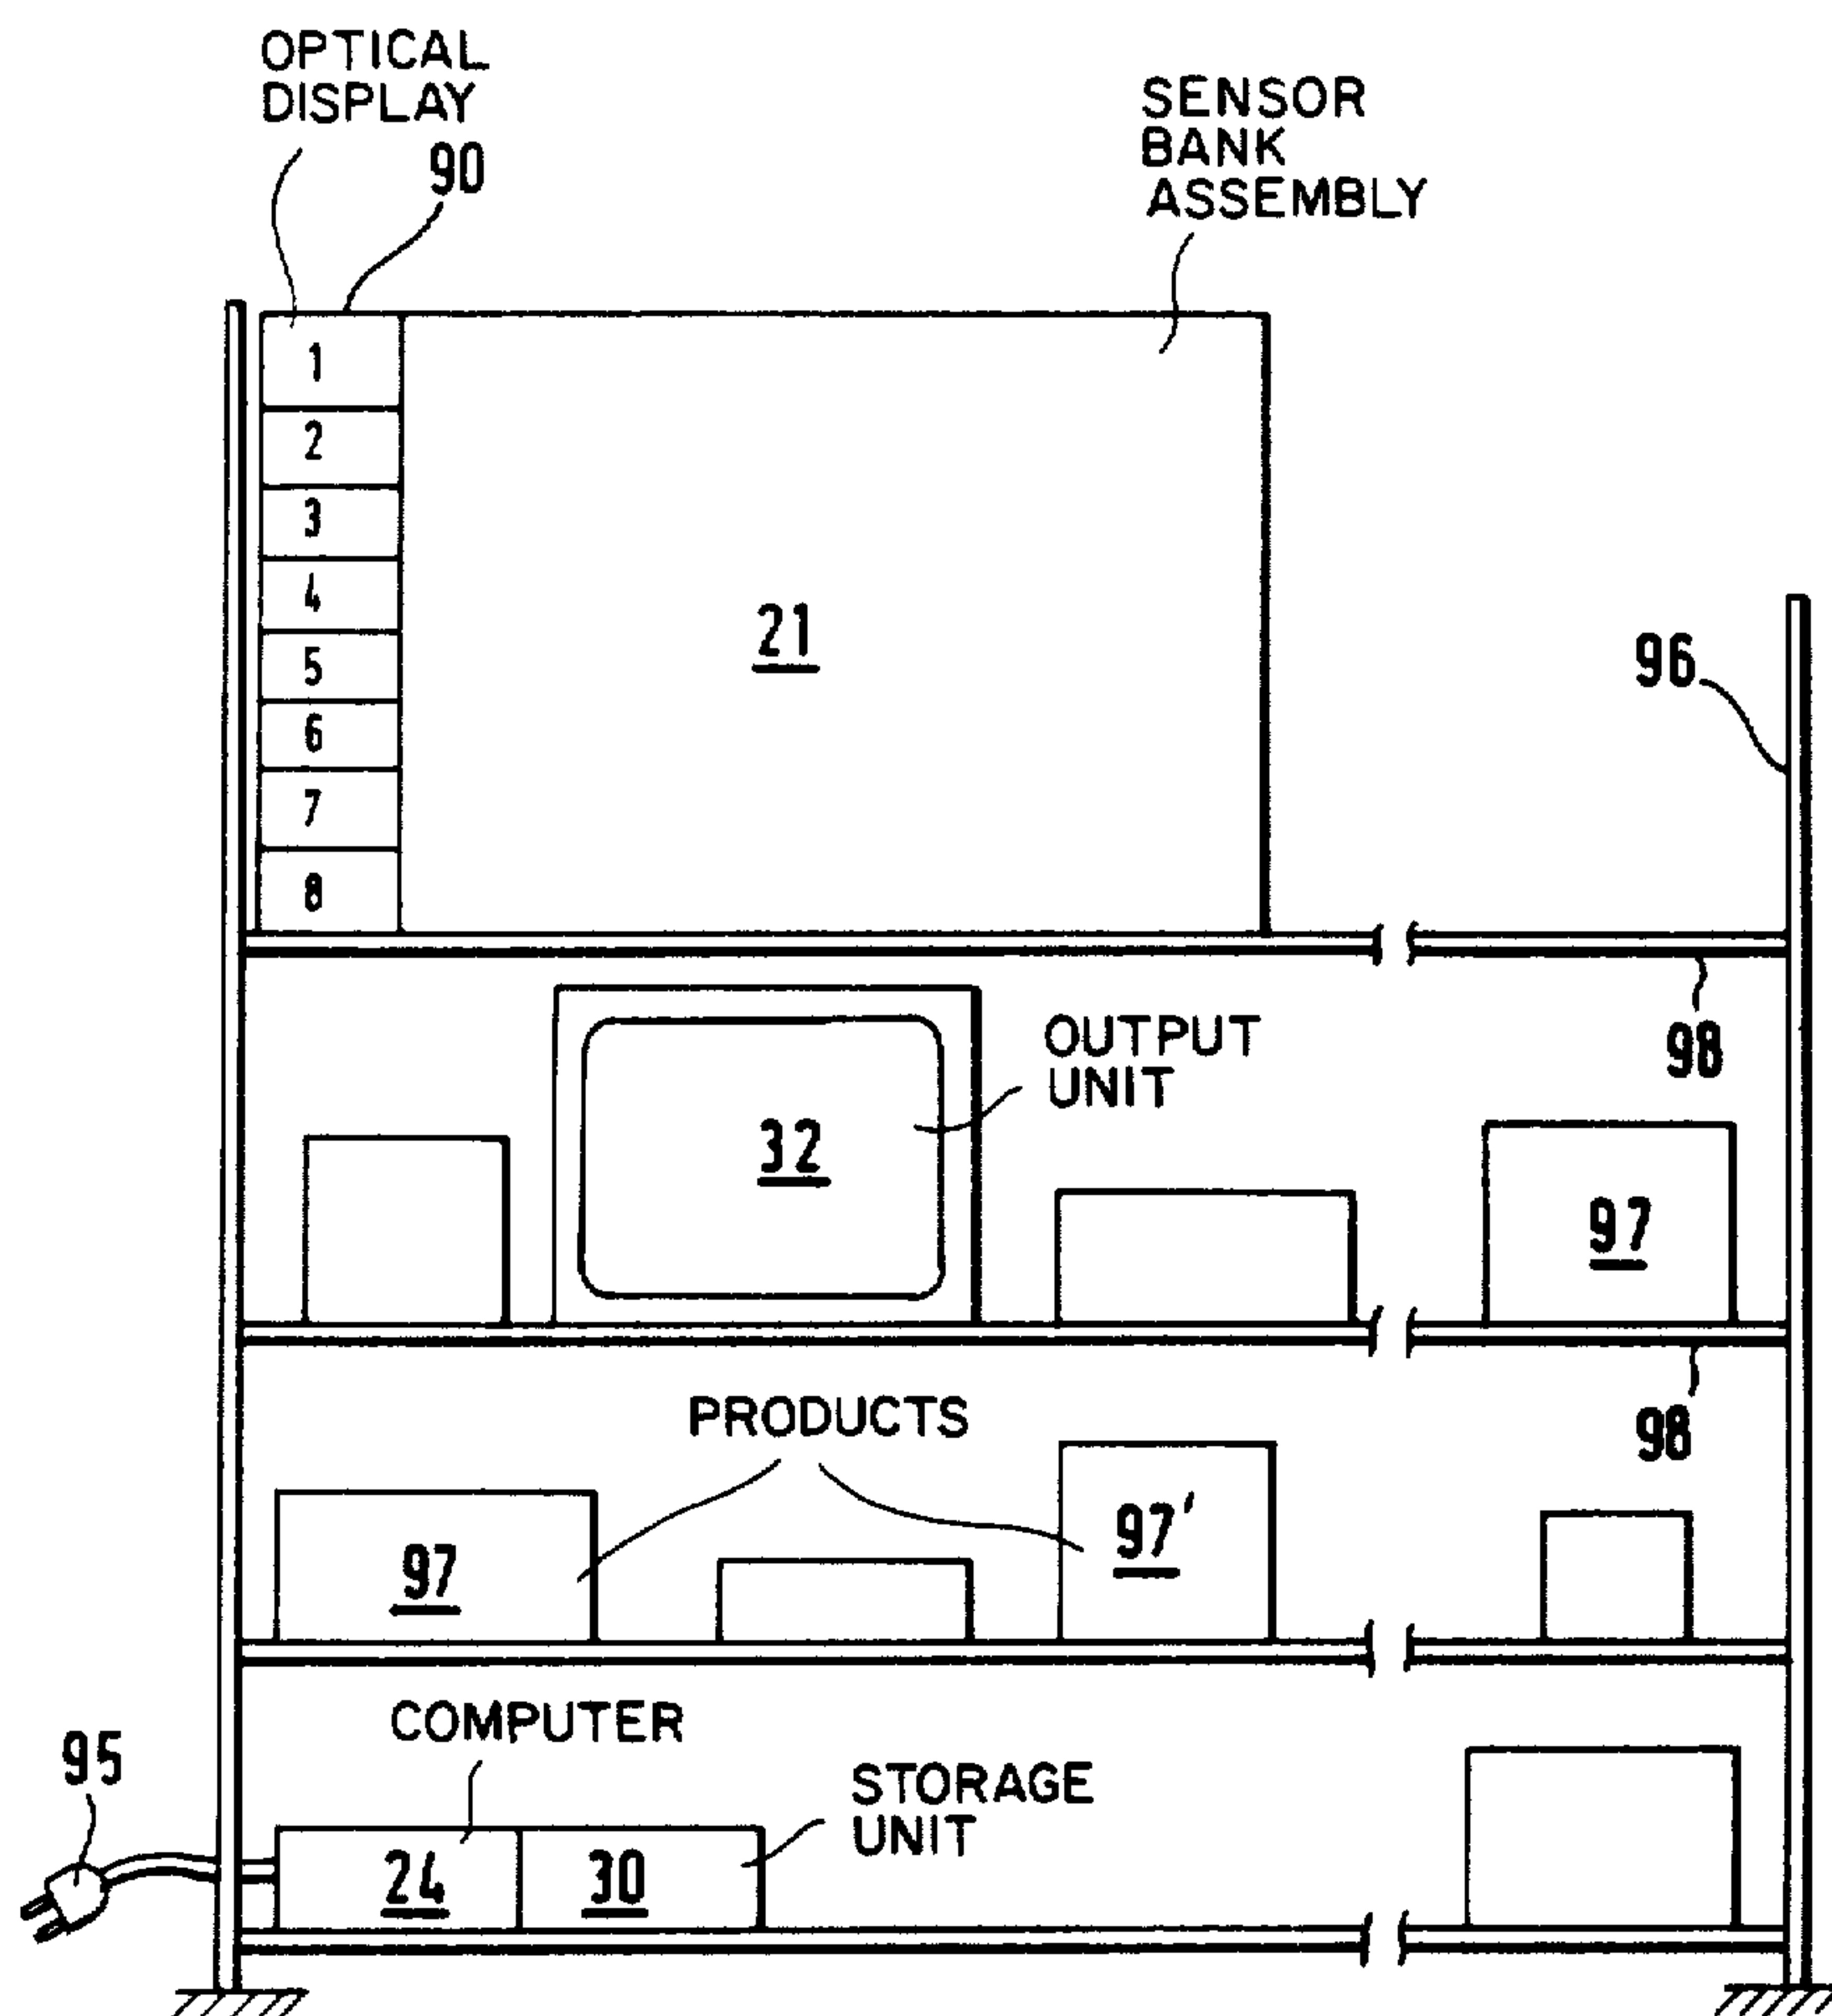 OPTICAL
DISPLAY
90
SENSOR
BANK
ASSEMBLY
1
2
3
4
5
6
7
8
21
96
98
OUTPUT
UNIT
32
97
98
PRODUCTS
97
97'
COMPUTER
95
STORAGE
UNIT
24
30